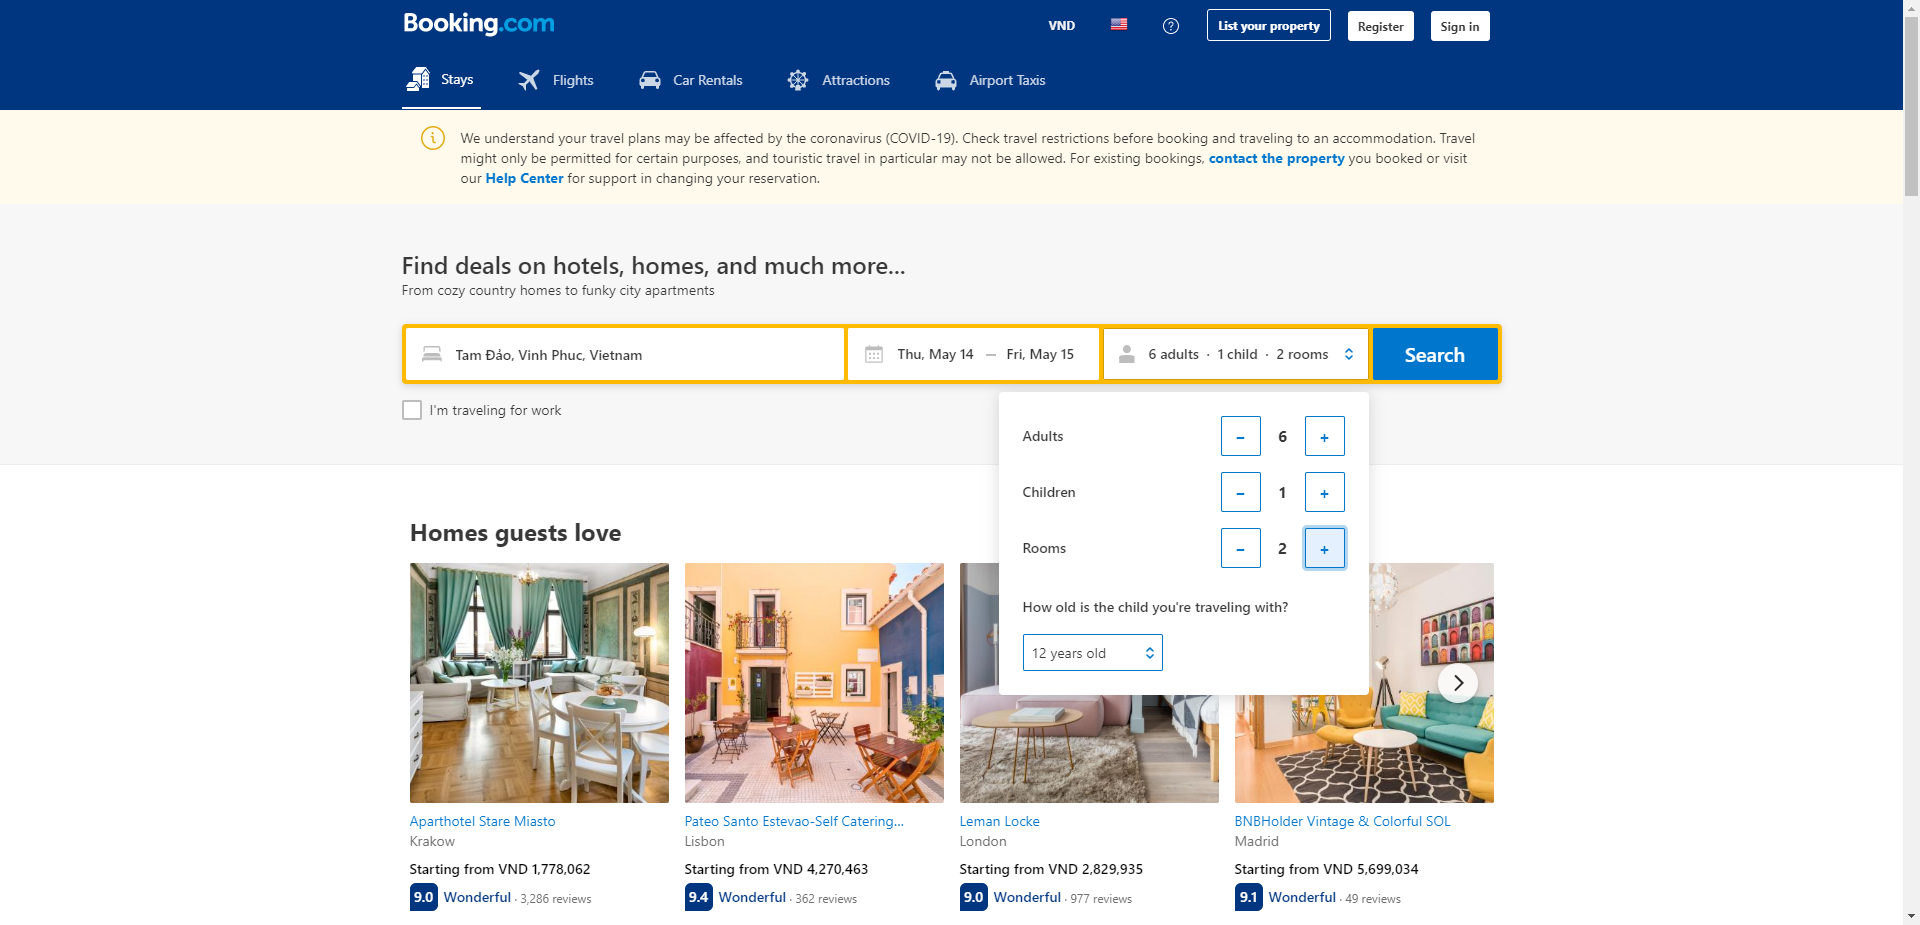 Booking.com
VND
List your property
Register
Sign in
Stays
Flights
Car Rentals
Attractions
Airport Taxis
We understand your travel plans may be affected by the coronavirus (COVID-19). Check travel restrictions before booking and traveling to an accommodation. Travel
might only be permitted for certain purposes, and touristic travel in particular may not be allowed. For existing bookings, contact the property you booked or visit
our Help Center for support in changing your reservation.
Find deals on hotels, homes, and much more...
From cozy country homes to funky city apartments
Tam Đảo, Vinh Phuc, Vietnam
Thu, May 14 — Fri, May 15
6 adults · 1 child · 2 rooms
Search
I'm traveling for work
Adults
− 6 +
Children
− 1 +
Rooms
− 2 +
How old is the child you're traveling with?
12 years old
Homes guests love
Aparthotel Stare Miasto
Krakow
Starting from VND 1,778,062
9.0 Wonderful · 3,286 reviews
Pateo Santo Estevao-Self Catering...
Lisbon
Starting from VND 4,270,463
9.4 Wonderful · 362 reviews
Leman Locke
London
Starting from VND 2,829,935
9.0 Wonderful · 977 reviews
BNBHolder Vintage & Colorful SOL
Madrid
Starting from VND 5,699,034
9.1 Wonderful · 49 reviews